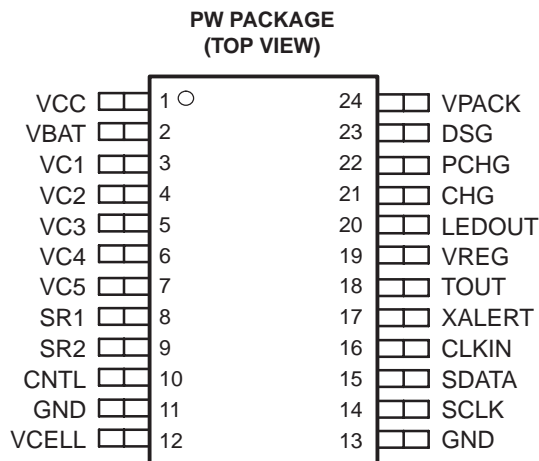 PW PACKAGE
(TOP VIEW)
VCC 1 24 VPACK
VBAT 2 23 DSG
VC1 3 22 PCHG
VC2 4 21 CHG
VC3 5 20 LEDOUT
VC4 6 19 VREG
VC5 7 18 TOUT
SR1 8 17 XALERT
SR2 9 16 CLKIN
CNTL 10 15 SDATA
GND 11 14 SCLK
VCELL 12 13 GND